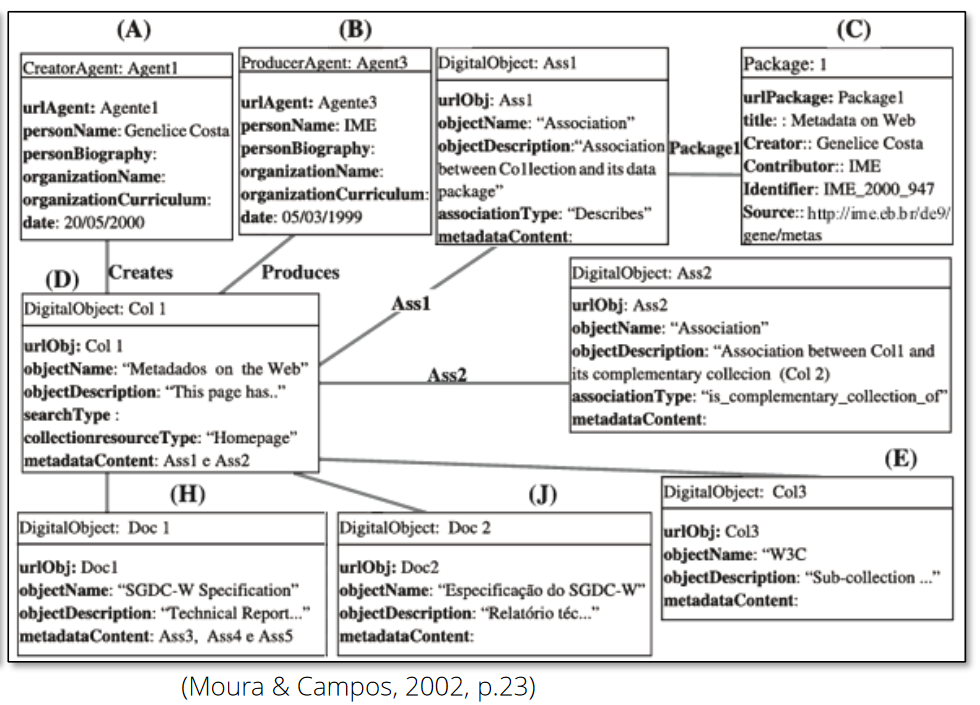 (A)
CreatorAgent: Agent1
urlAgent: Agente1
personName: Genelice Costa
personBiography:
organizationName:
organizationCurriculum:
date: 20/05/2000
(B)
ProducerAgent: Agent3
urlAgent: Agente3
personName: IME
personBiography:
organizationName:
organizationCurriculum:
date: 05/03/1999
DigitalObject: Ass1
urlObj: Ass1
objectName: “Association”
objectDescription:“Association
between Collection and its data
package”
associationType: “Describes”
metadataContent:
Package1
(C)
Package: 1
urlPackage: Package1
title: : Metadata on Web
Creator:: Genelice Costa
Contributor:: IME
Identifier: IME_2000_947
Source:: http://ime.eb.br/de9/
gene/metas
Creates
Produces
Ass1
Ass2
(D)
DigitalObject: Col 1
urlObj: Col 1
objectName: “Metadados on the Web”
objectDescription: “This page has..”
searchType :
collectionresourceType: “Homepage”
metadataContent: Ass1 e Ass2
DigitalObject: Ass2
urlObj: Ass2
objectName: “Association”
objectDescription: “Association between Col1 and
its complementary collecion (Col 2)
associationType: “is_complementary_collection_of”
metadataContent:
(H)
DigitalObject: Doc 1
urlObj: Doc1
objectName: “SGDC-W Specification”
objectDescription: “Technical Report...”
metadataContent: Ass3, Ass4 e Ass5
(J)
DigitalObject: Doc 2
urlObj: Doc2
objectName: “Especificação do SGDC-W”
objectDescription: “Relatório téc...”
metadataContent:
(E)
DigitalObject: Col3
urlObj: Col3
objectName: “W3C
objectDescription: “Sub-collection ...”
metadataContent:
(Moura & Campos, 2002, p.23)